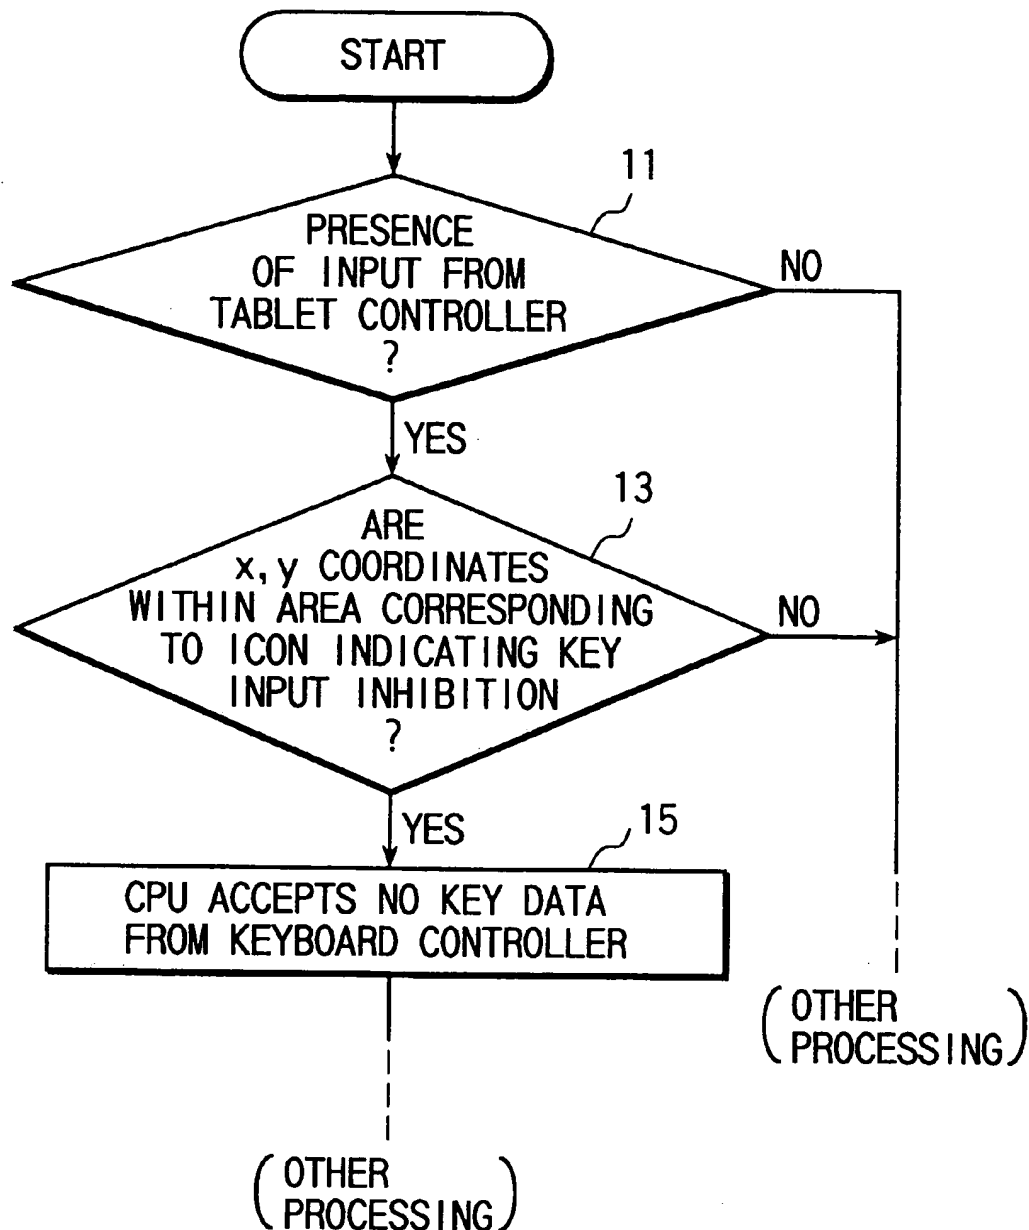 START
11
PRESENCE
OF INPUT FROM
TABLET CONTROLLER
?
NO
YES
13
ARE
x, y COORDINATES
WITHIN AREA CORRESPONDING
TO ICON INDICATING KEY
INPUT INHIBITION
?
NO
YES
15
CPU ACCEPTS NO KEY DATA
FROM KEYBOARD CONTROLLER
(OTHER
PROCESSING)
(OTHER
PROCESSING)